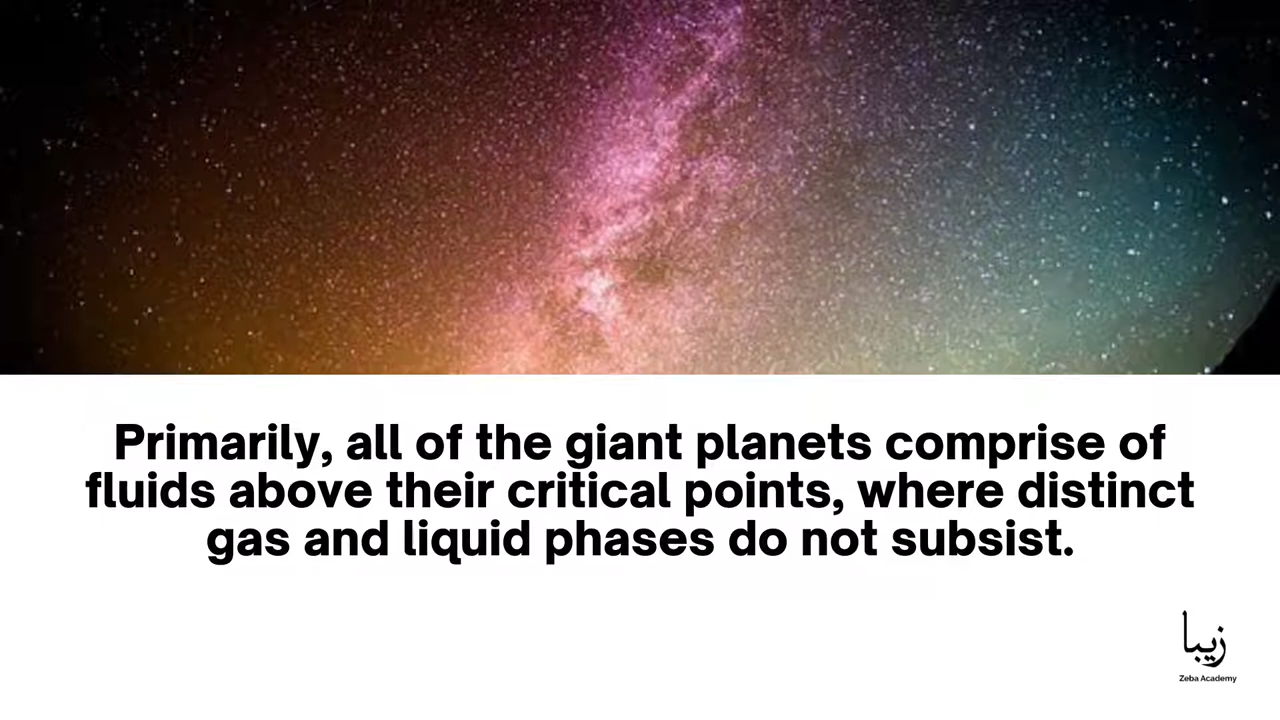 Primarily, all of the giant planets comprise of
fluids above their critical points, where distinct
gas and liquid phases do not subsist.
زيبا
Zeba Academy